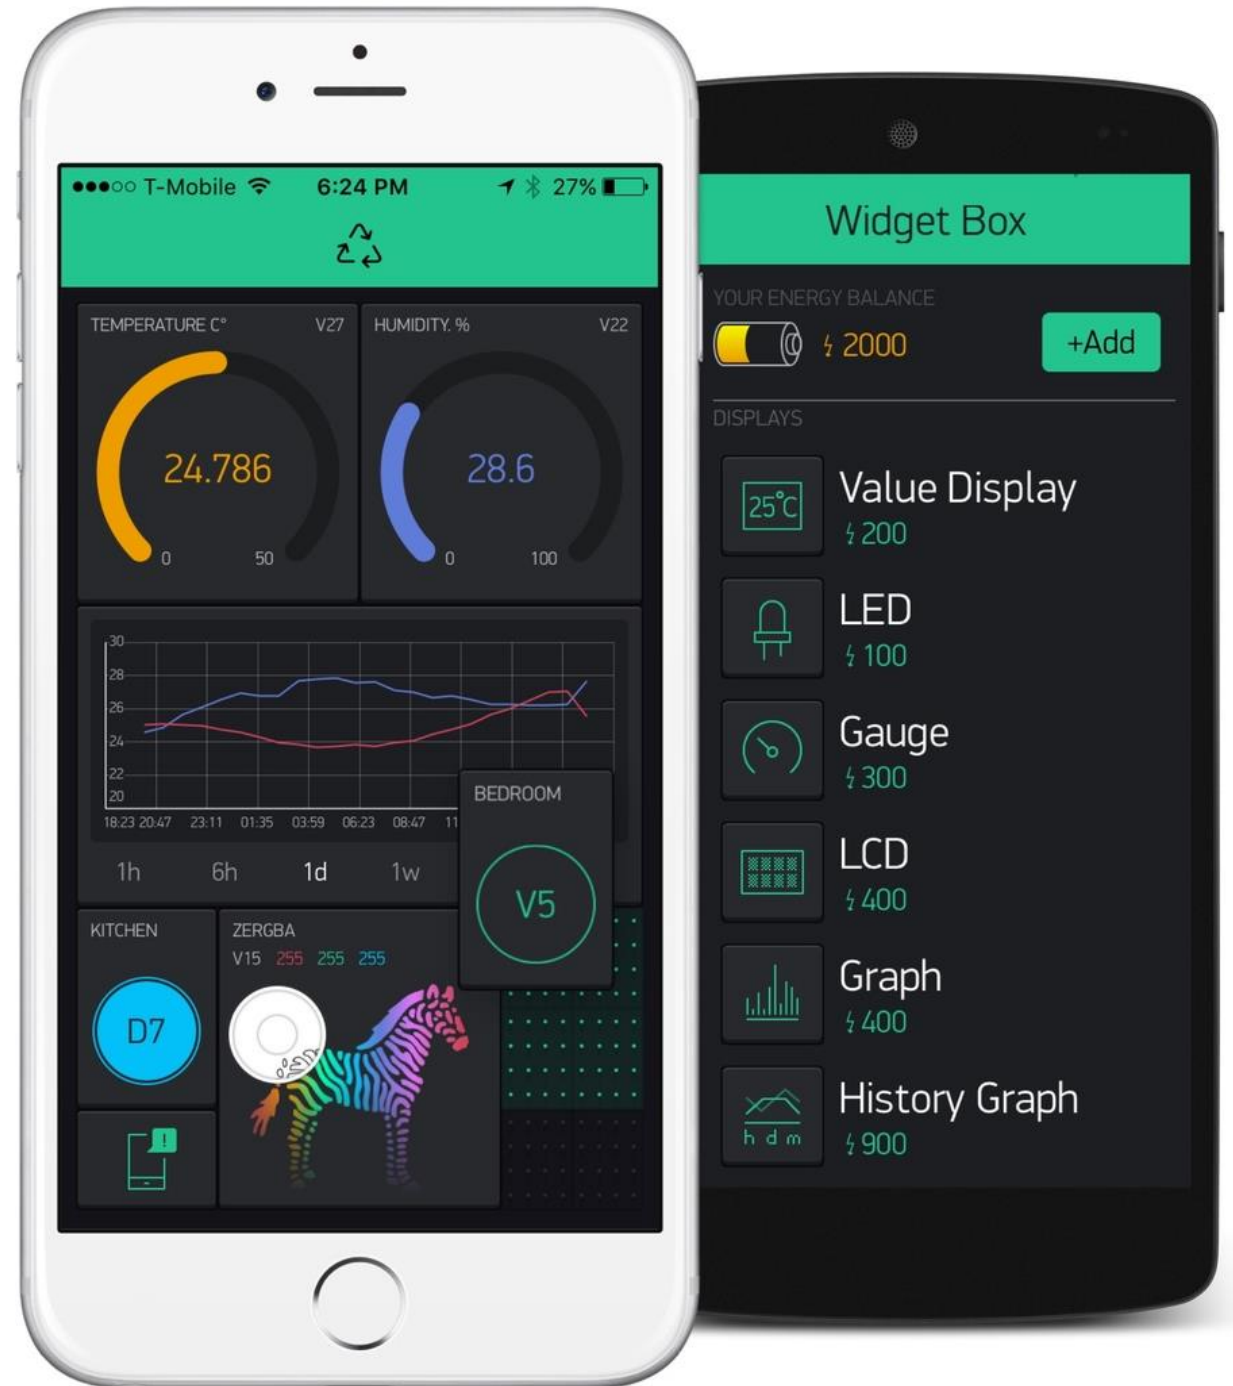 T-Mobile 6:24 PM 27%
TEMPERATURE C° V27
24.786
0 50
HUMIDITY. % V22
28.6
0 100
30
28
26
24
22
20
18:23 20:47 23:11 01:35 03:59 06:23 08:47 11
1h 6h 1d 1w
BEDROOM
V5
KITCHEN
D7
ZERGBA
V15 255 255 255
!
Widget Box
YOUR ENERGY BALANCE
2000
+Add
DISPLAYS
25°C
Value Display
200
LED
100
Gauge
300
LCD
400
Graph
400
h d m
History Graph
900